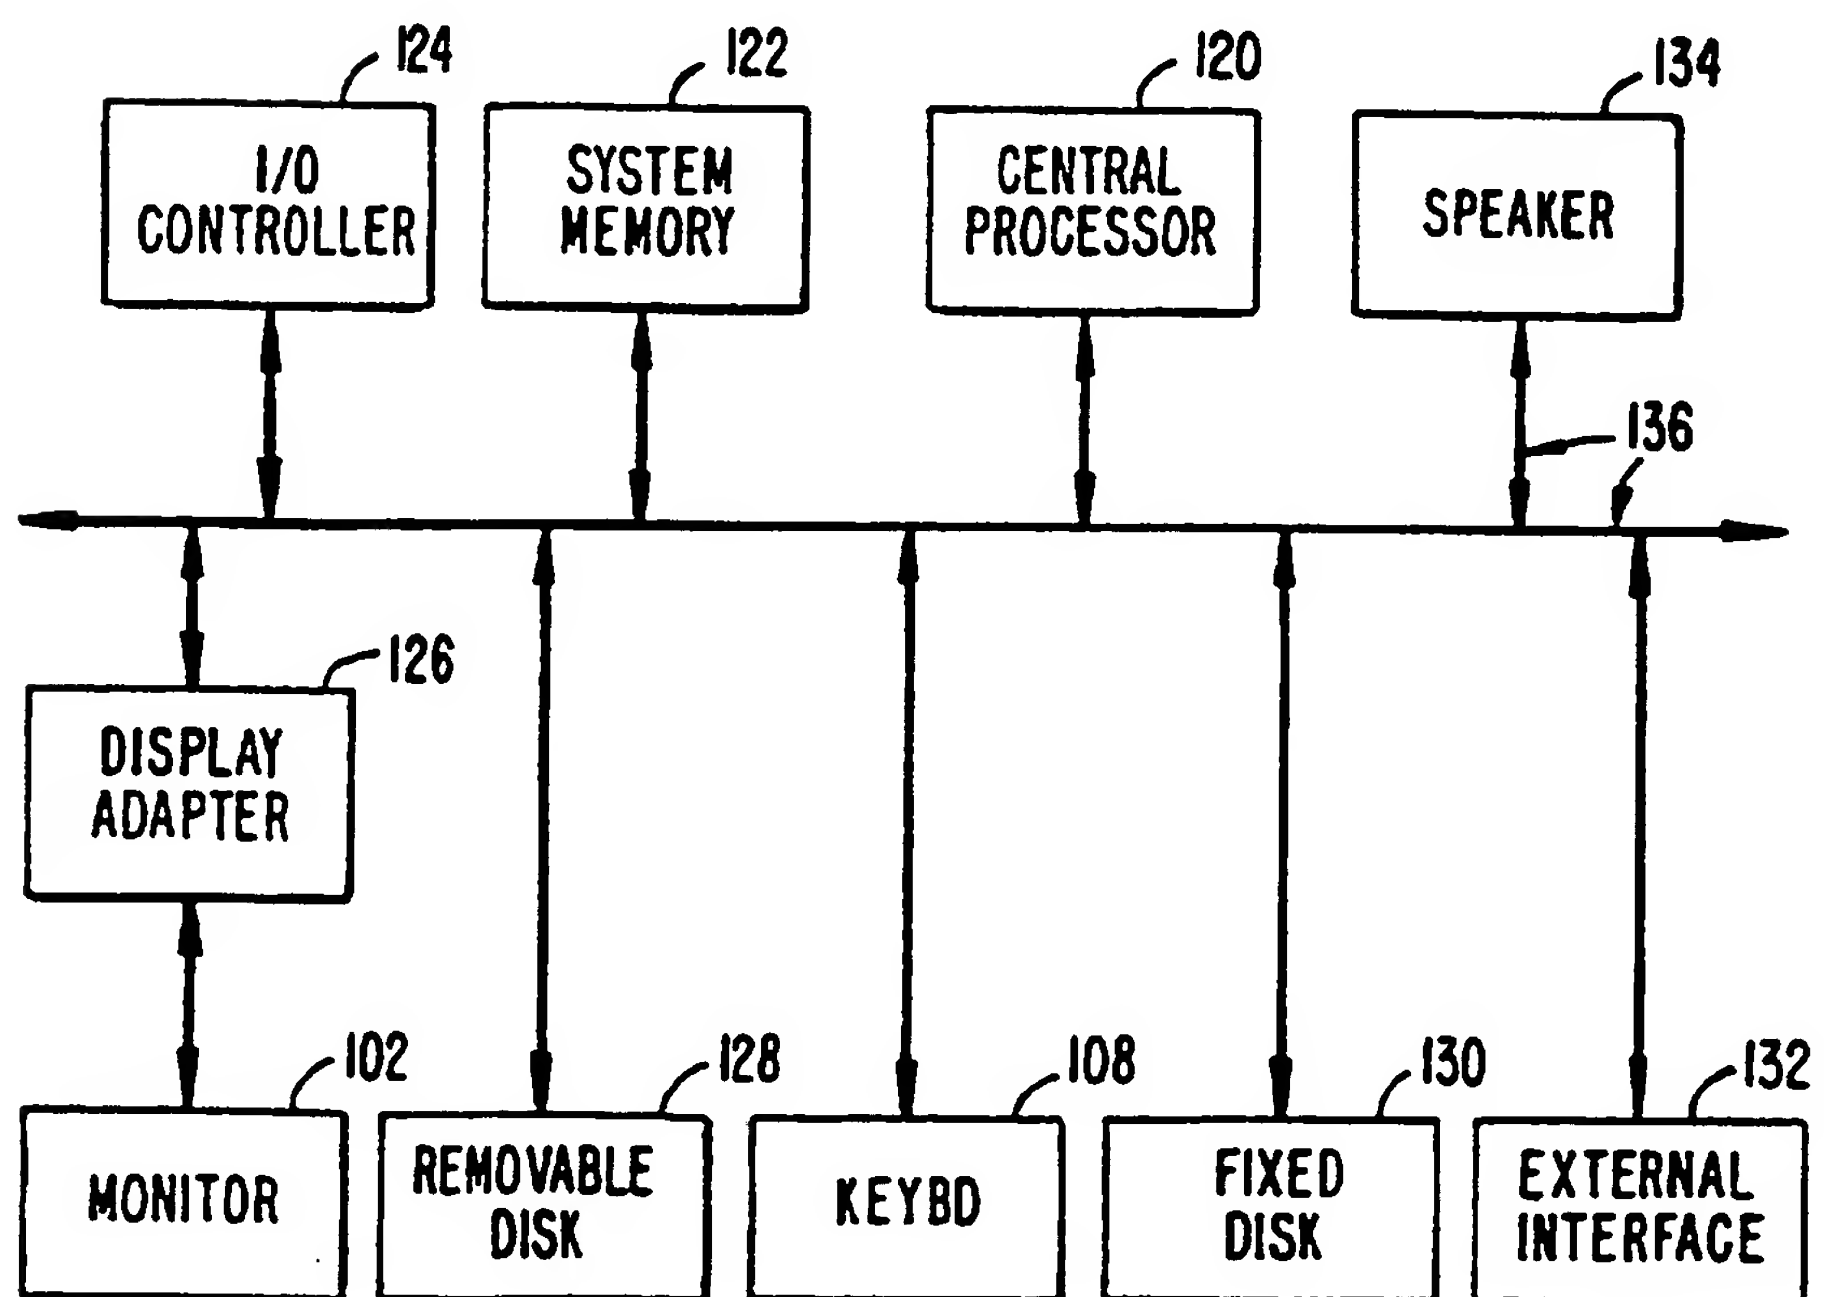 124
122
120
134
I/O
CONTROLLER
SYSTEM
MEMORY
CENTRAL
PROCESSOR
SPEAKER
136
126
DISPLAY
ADAPTER
102
128
108
130
132
MONITOR
REMOVABLE
DISK
KEYBD
FIXED
DISK
EXTERNAL
INTERFACE